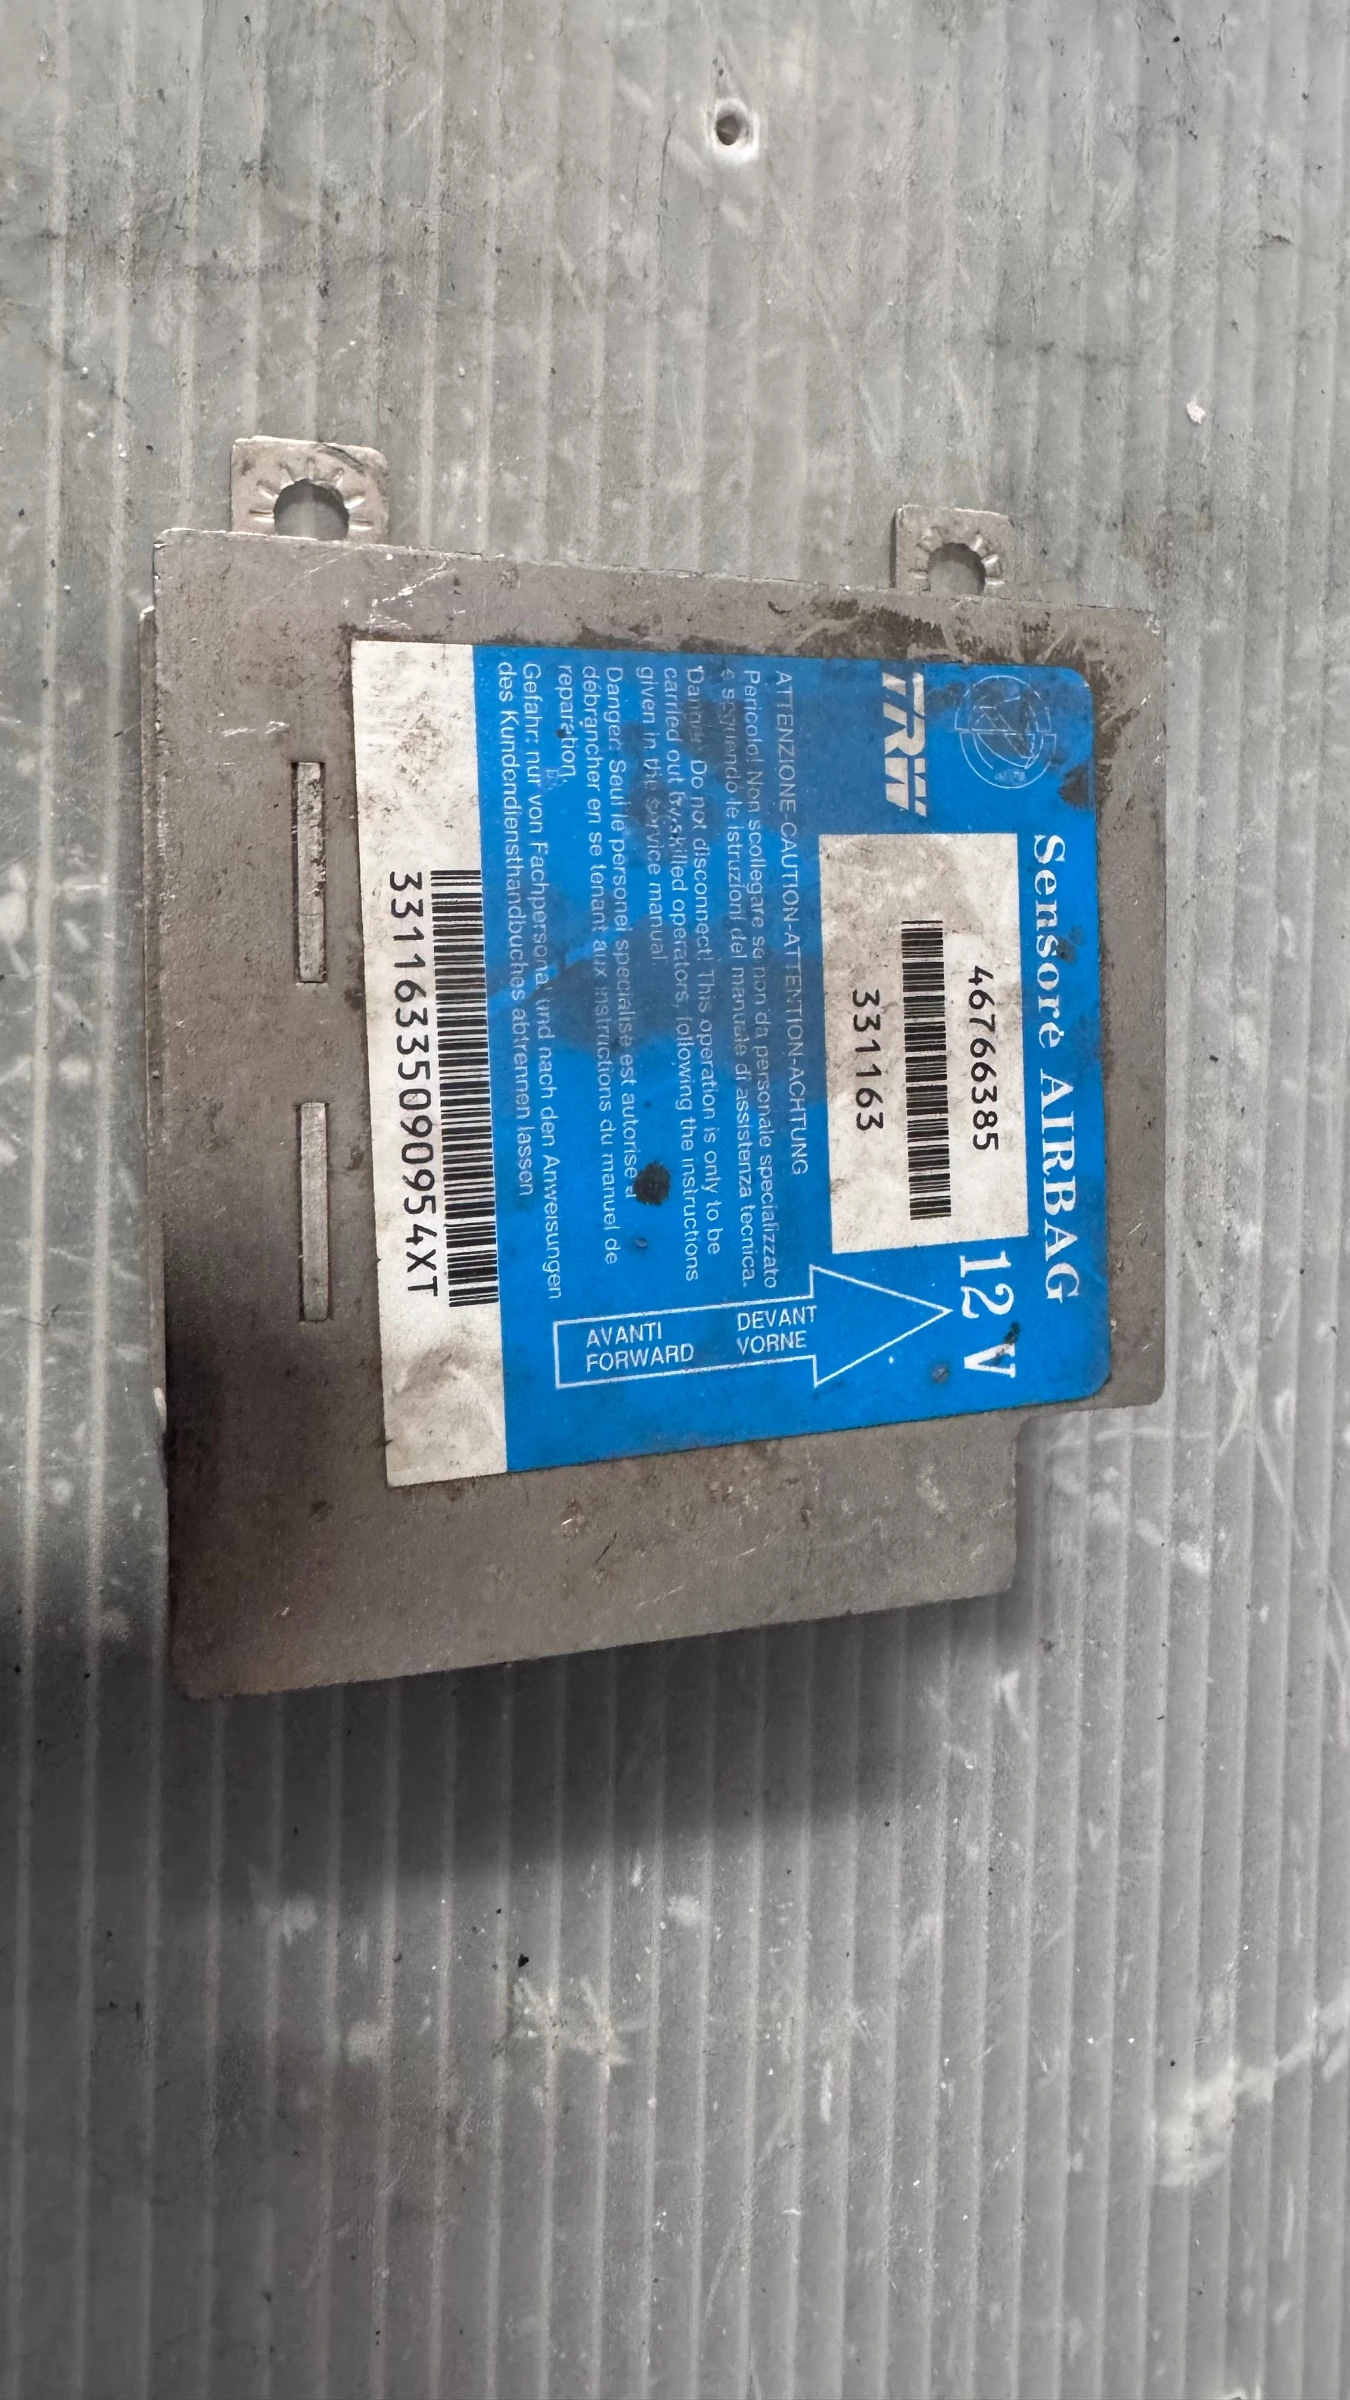 Sensore AIRBAG
12 V
46766385
331163
TRW
ATTENZIONE-CAUTION-ATTENTION-ACHTUNG
Pericolo! Non scollegare se non da personale specializzato
e seguendo le istruzioni del manuale di assistenza tecnica.
Danger! Do not disconnect! This operation is only to be
carried out by skilled operators, following the instructions
given in the service manual
Danger: Seul le personel spécialisé est autorisé a
débrancher en se tenant aux instructions du manuel de
reparation.
Gefahr: nur von Fachpersonal und nach den Anweisungen
des Kundendiensthandbuches abtrennen lassen
AVANTI DEVANT
FORWARD VORNE
33116335090954XT